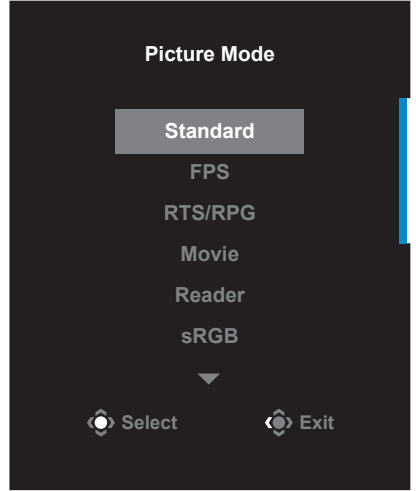 Picture Mode
Standard
FPS
RTS/RPG
Movie
Reader
sRGB
Select Exit